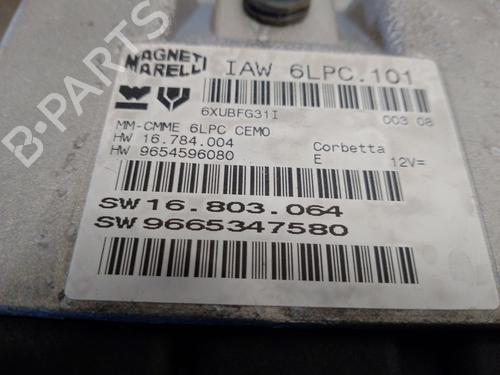 MAGNETI
MARELLI
IAW 6LPC.101
6XUBFG31I
003 08
MM-CMME 6LPC CEMO
HW 16.784.004
Corbetta
HW 9654596080
E
12V=
SW 16.803.064
SW 9665347580
B-PARTS